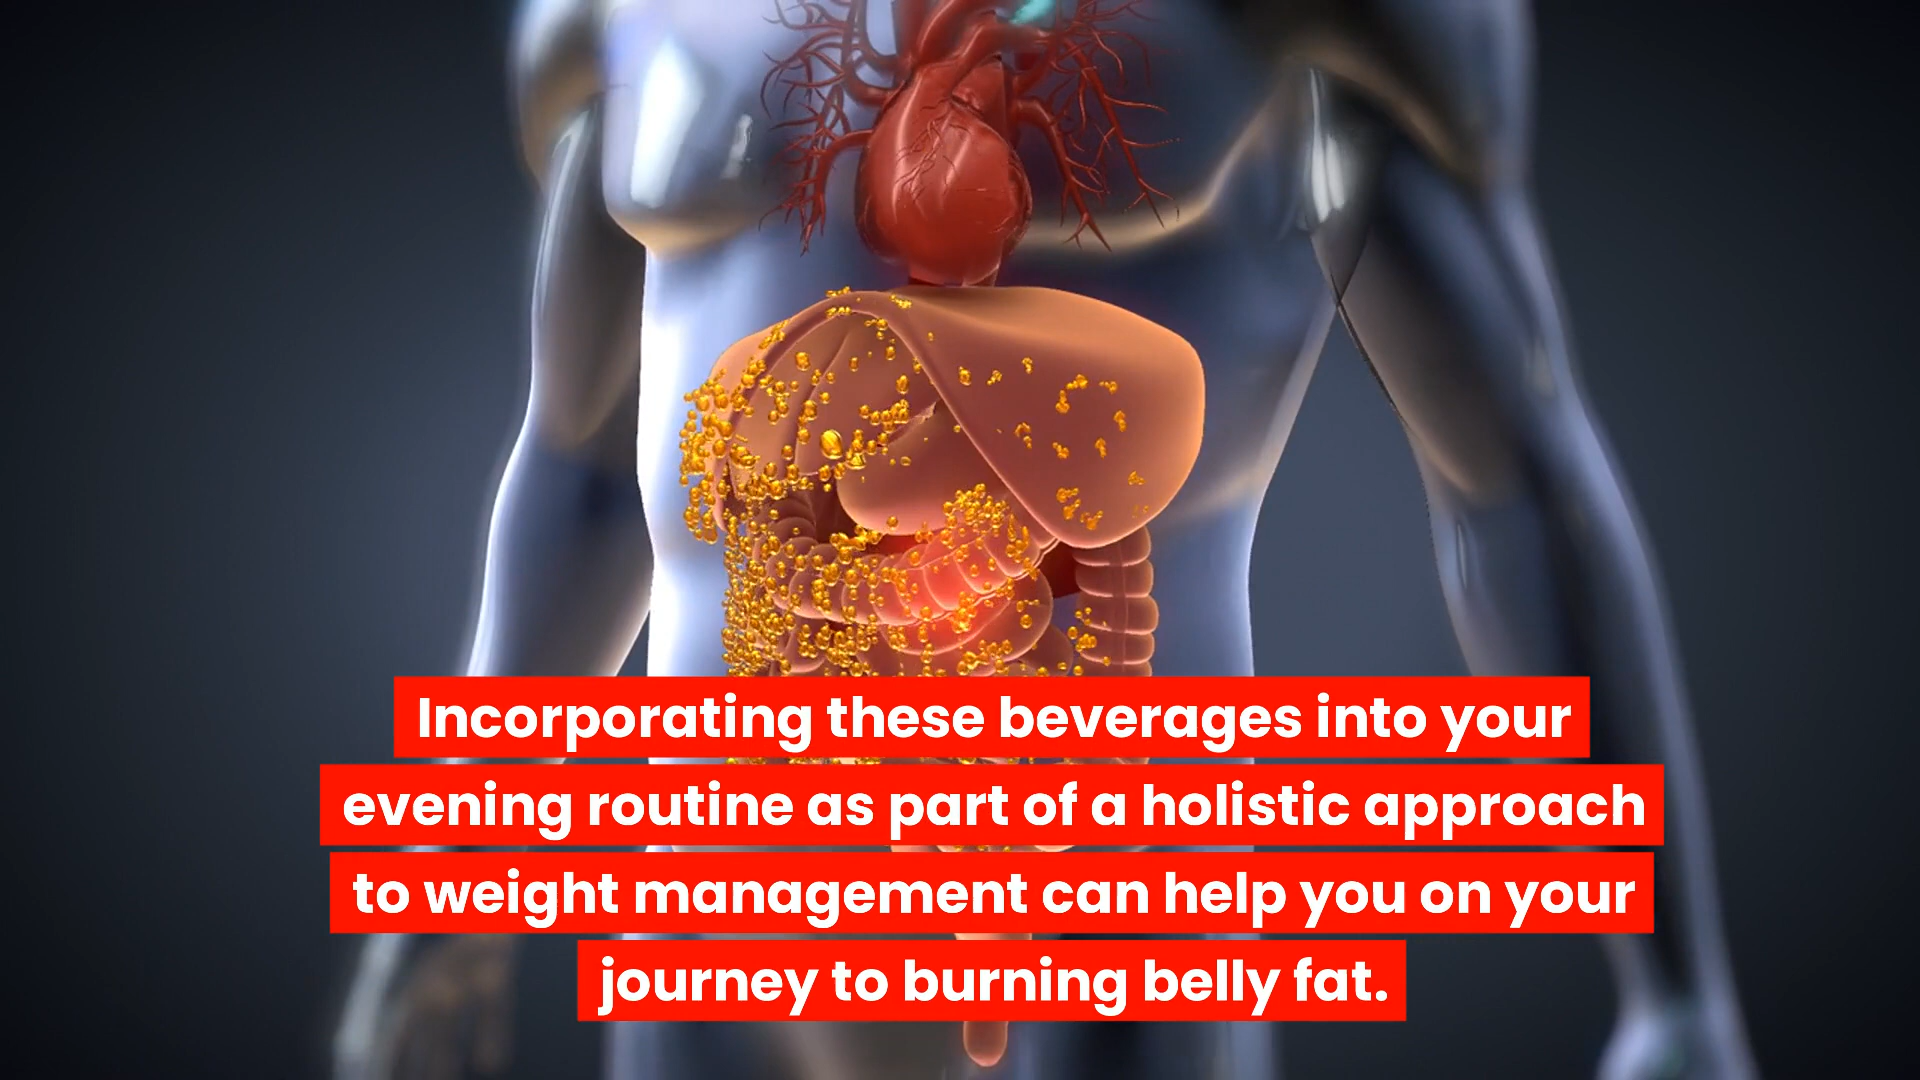 Incorporating these beverages into your
evening routine as part of a holistic approach
to weight management can help you on your
journey to burning belly fat.